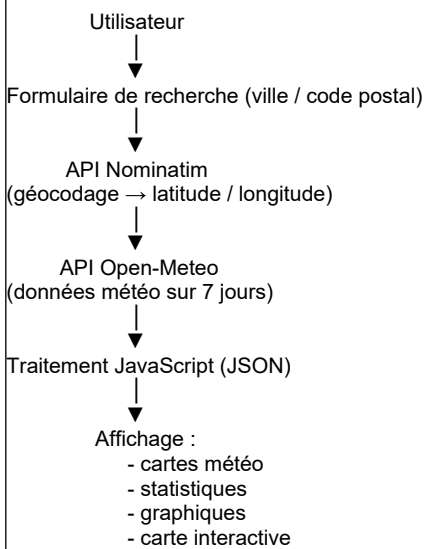 Utilisateur
Formulaire de recherche (ville / code postal)
API Nominatim
(géocodage → latitude / longitude)
API Open-Meteo
(données météo sur 7 jours)
Traitement JavaScript (JSON)
Affichage :
- cartes météo
- statistiques
- graphiques
- carte interactive